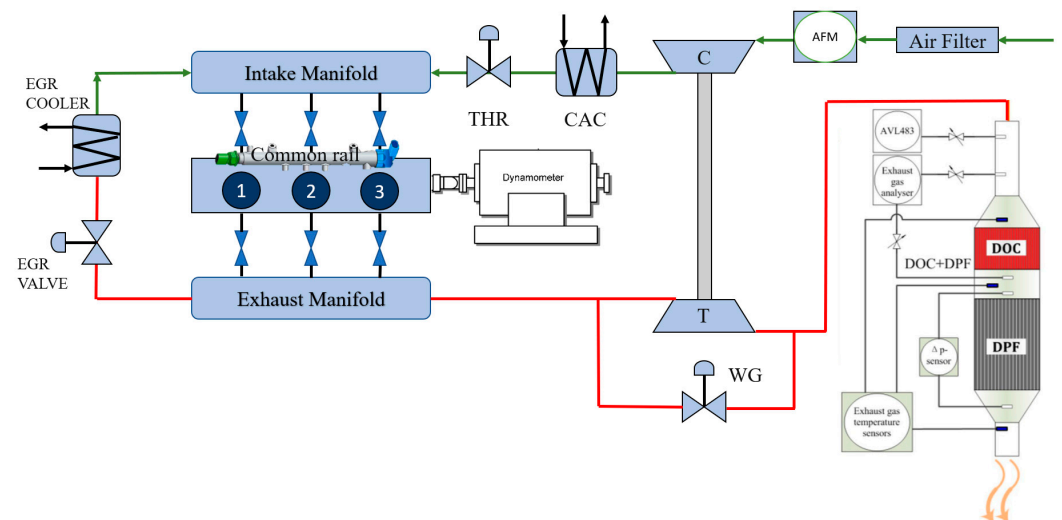 AFM
Air Filter
C
EGR
COOLER
Intake Manifold
THR
CAC
AVL483
Exhaust
gas
analyser
Common rail
1
2
3
Dynamometer
DOC
DOC+DPF
EGR
VALVE
Exhaust Manifold
T
WG
Δ p-
sensor
DPF
Exhaust gas
temperature
sensors